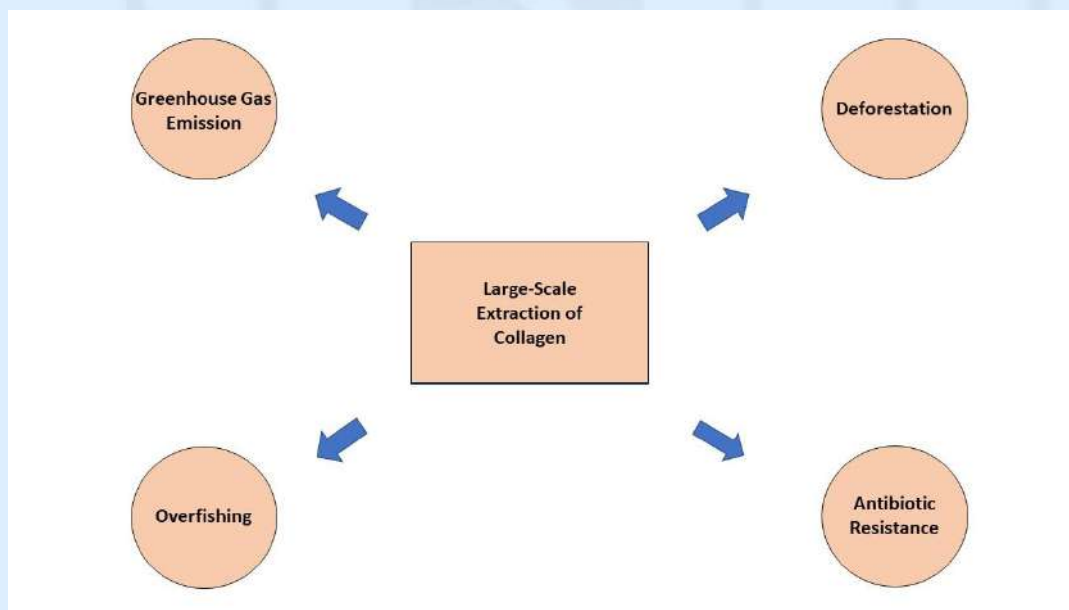 Greenhouse Gas
Emission
Deforestation
Large-Scale
Extraction of
Collagen
Overfishing
Antibiotic
Resistance